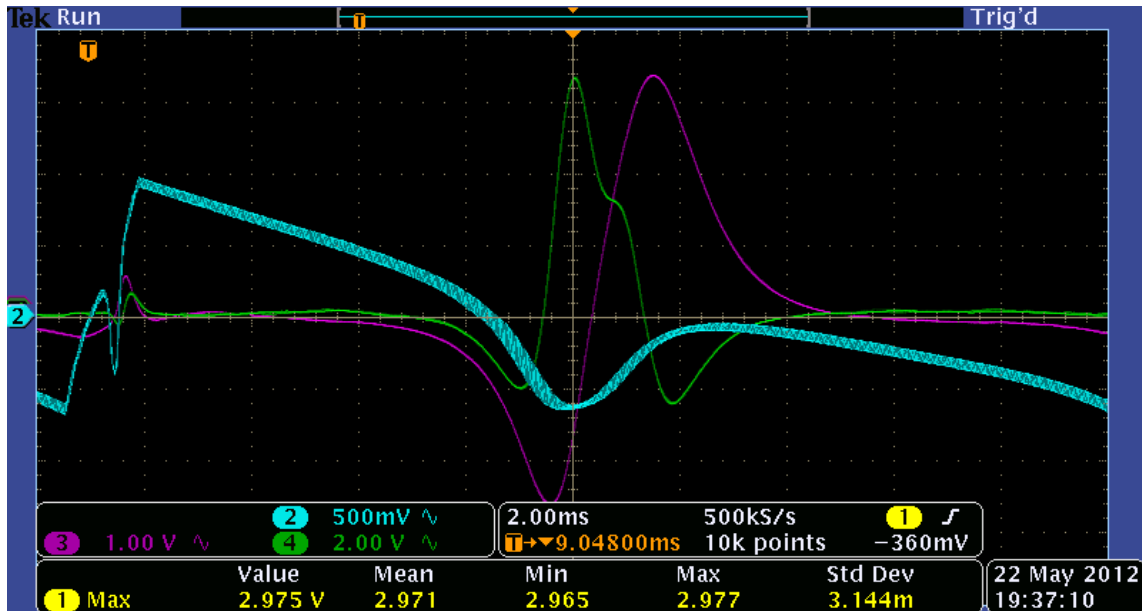 Tek Run Trig'd
T
T
2
2 500mV ∿
3 1.00 V ∿ 4 2.00 V ∿
2.00ms 500kS/s 1 ∫
T→▼9.04800ms 10k points −360mV
Value Mean Min Max Std Dev
1 Max 2.975 V 2.971 2.965 2.977 3.144m
22 May 2012
19:37:10